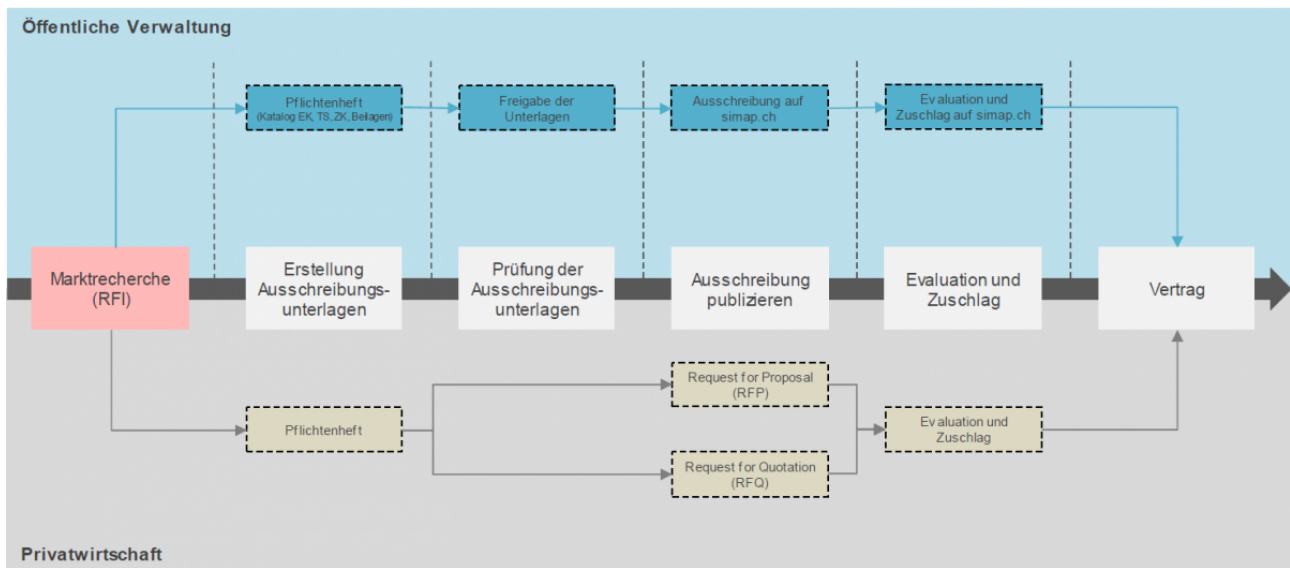 Öffentliche Verwaltung
Pflichtenheft
(Katalog EK, TS, ZK, Beilagen)
Freigabe der
Unterlagen
Ausschreibung auf
simap.ch
Evaluation und
Zuschlag auf simap.ch
Marktrecherche
(RFI)
Erstellung
Ausschreibungs-
unterlagen
Prüfung der
Ausschreibungs-
unterlagen
Ausschreibung
publizieren
Evaluation und
Zuschlag
Vertrag
Pflichtenheft
Request for Proposal
(RFP)
Request for Quotation
(RFQ)
Evaluation und
Zuschlag
Privatwirtschaft